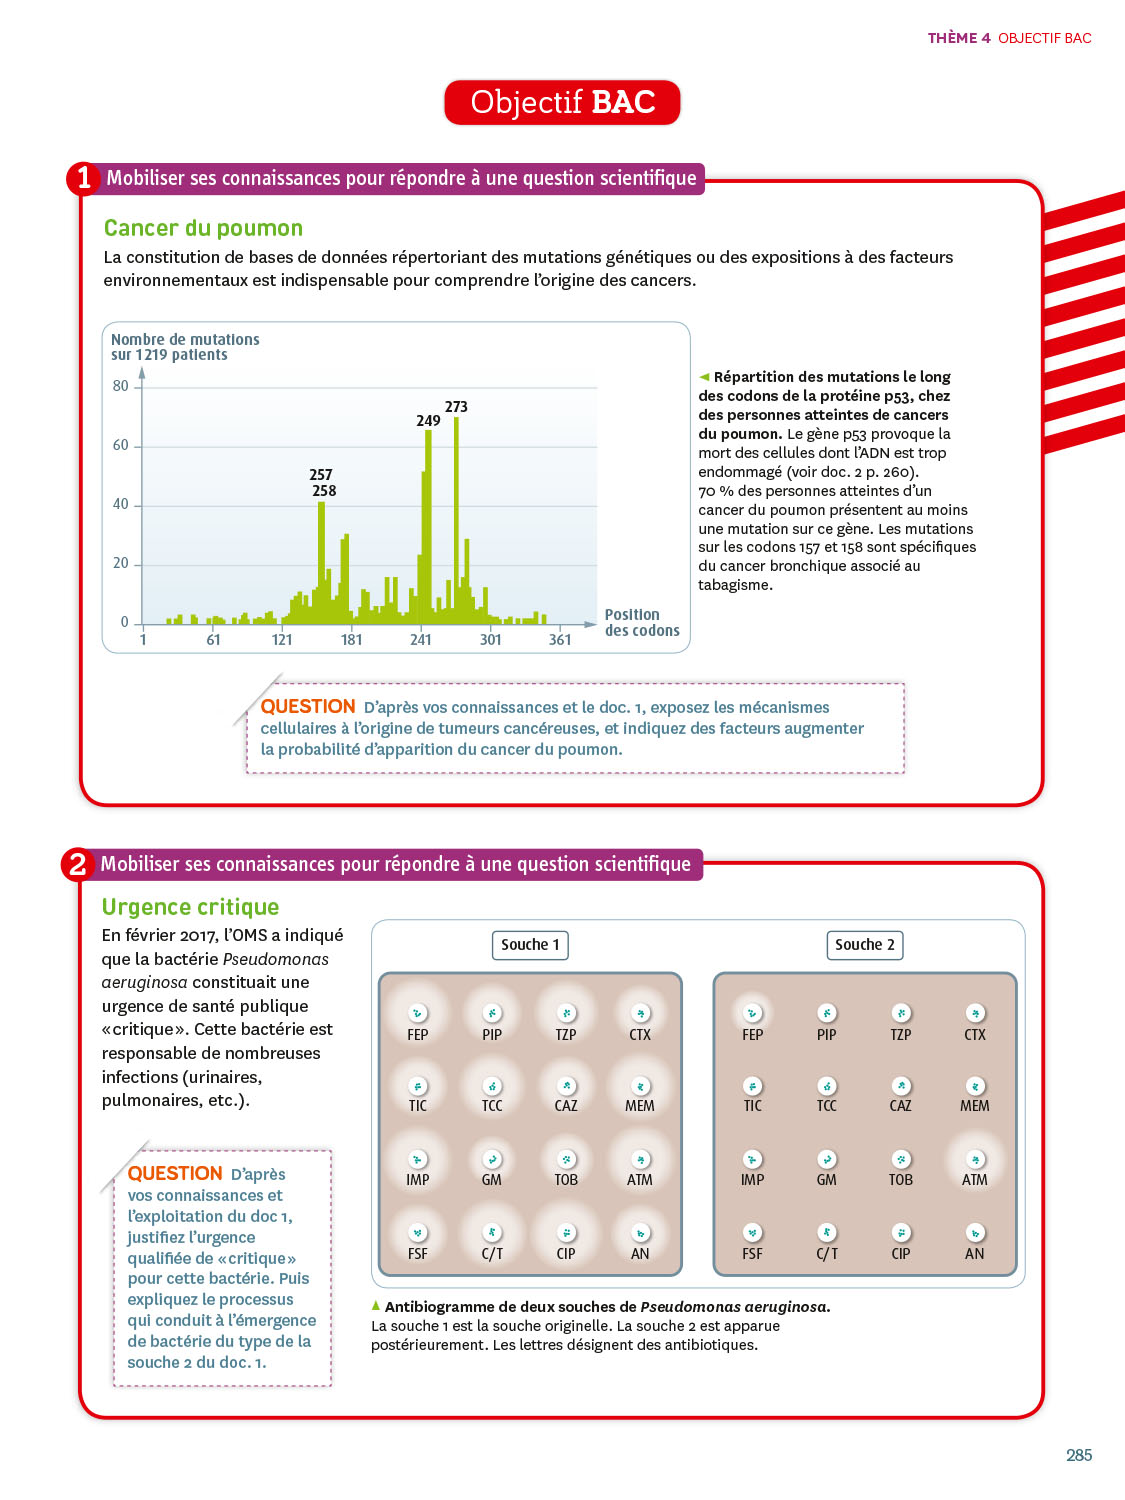 THÈME 4 OBJECTIF BAC
Objectif BAC
1 Mobiliser ses connaissances pour répondre à une question scientifique
Cancer du poumon
La constitution de bases de données répertoriant des mutations génétiques ou des expositions à des facteurs
environnementaux est indispensable pour comprendre l'origine des cancers.
Nombre de mutations
sur 1 219 patients
80
60
40
20
0
257
258
249
273
1 61 121 181 241 301 361
Position
des codons
◄ Répartition des mutations le long
des codons de la protéine p53, chez
des personnes atteintes de cancers
du poumon. Le gène p53 provoque la
mort des cellules dont l'ADN est trop
endommagé (voir doc. 2 p. 260).
70 % des personnes atteintes d'un
cancer du poumon présentent au moins
une mutation sur ce gène. Les mutations
sur les codons 157 et 158 sont spécifiques
du cancer bronchique associé au
tabagisme.
QUESTION D'après vos connaissances et le doc. 1, exposez les mécanismes
cellulaires à l'origine de tumeurs cancéreuses, et indiquez des facteurs augmenter
la probabilité d'apparition du cancer du poumon.
2 Mobiliser ses connaissances pour répondre à une question scientifique
Urgence critique
En février 2017, l'OMS a indiqué
que la bactérie Pseudomonas
aeruginosa constituait une
urgence de santé publique
« critique ». Cette bactérie est
responsable de nombreuses
infections (urinaires,
pulmonaires, etc.).
QUESTION D'après
vos connaissances et
l'exploitation du doc 1,
justifiez l'urgence
qualifiée de « critique »
pour cette bactérie. Puis
expliquez le processus
qui conduit à l'émergence
de bactérie du type de la
souche 2 du doc. 1.
Souche 1
FEP PIP TZP CTX
TIC TCC CAZ MEM
IMP GM TOB ATM
FSF C/T CIP AN
Souche 2
FEP PIP TZP CTX
TIC TCC CAZ MEM
IMP GM TOB ATM
FSF C/T CIP AN
▲ Antibiogramme de deux souches de Pseudomonas aeruginosa.
La souche 1 est la souche originelle. La souche 2 est apparue
postérieurement. Les lettres désignent des antibiotiques.
285